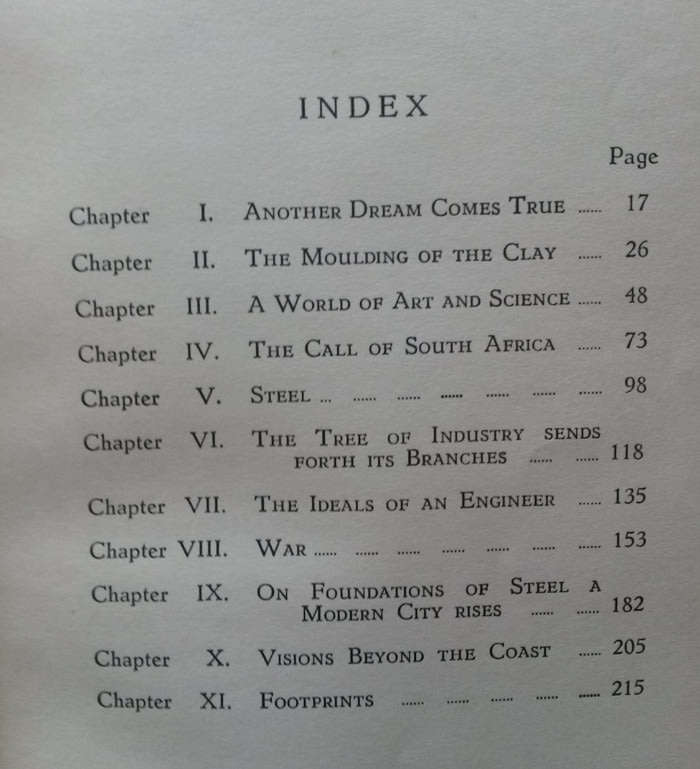 INDEX
Page
Chapter I. Another Dream Comes True ...... 17
Chapter II. The Moulding of the Clay ...... 26
Chapter III. A World of Art and Science ...... 48
Chapter IV. The Call of South Africa ...... 73
Chapter V. Steel ... ...... ...... ...... ...... ...... ...... 98
Chapter VI. The Tree of Industry sends
forth its Branches ...... ...... 118
Chapter VII. The Ideals of an Engineer ...... 135
Chapter VIII. War ...... ...... ...... ...... ...... ...... ...... 153
Chapter IX. On Foundations of Steel a
Modern City rises ...... ...... 182
Chapter X. Visions Beyond the Coast ...... 205
Chapter XI. Footprints ...... ...... ...... ...... ...... 215